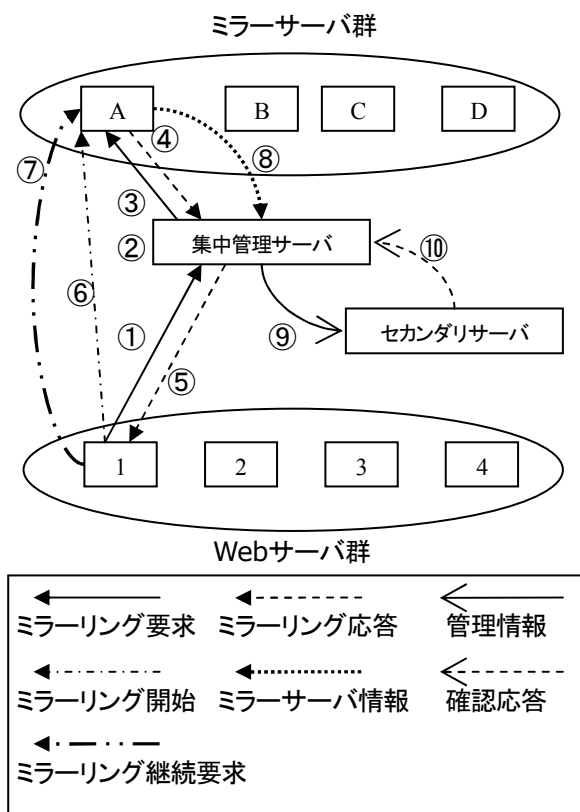 ミラーサーバ群
A
B
C
D
④
⑦
⑧
③
②
集中管理サーバ
⑩
⑥
①
⑨
セカンダリサーバ
⑤
1
2
3
4
Webサーバ群
ミラーリング要求
ミラーリング応答
管理情報
ミラーリング開始
ミラーサーバ情報
確認応答
ミラーリング継続要求